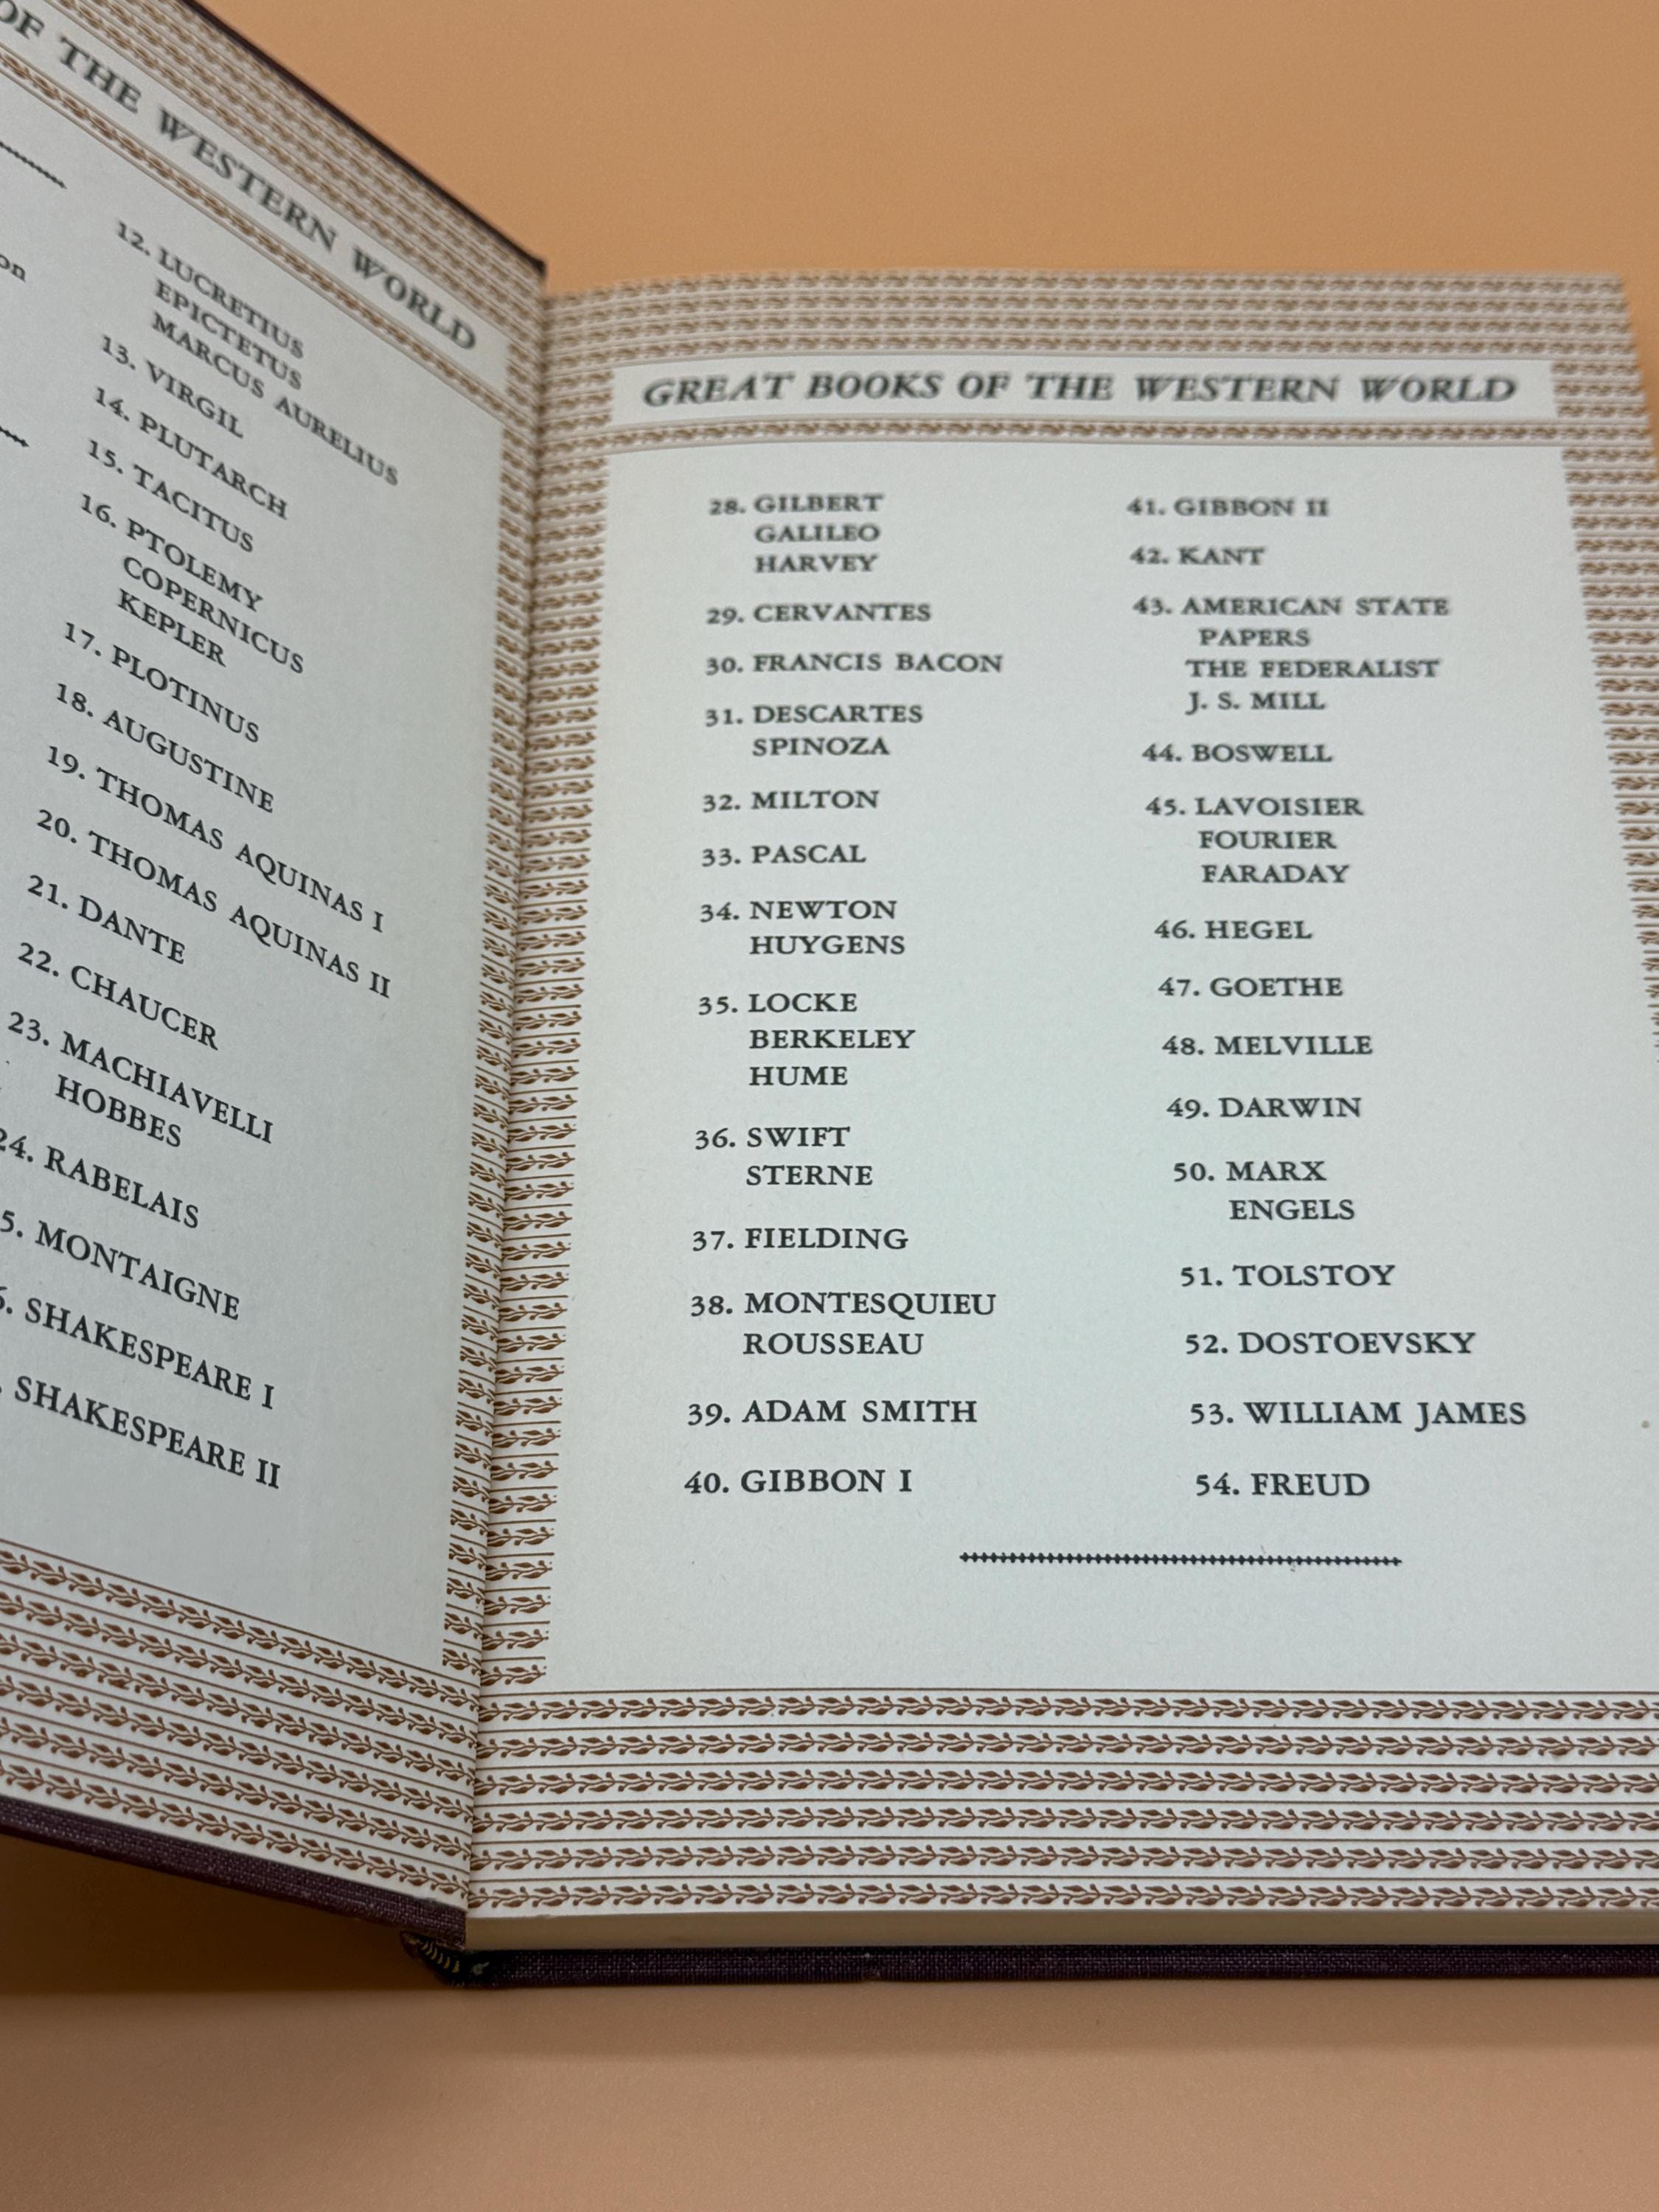 OF THE WESTERN WORLD
on
12. LUCRETIUS
EPICTETUS
MARCUS AURELIUS
13. VIRGIL
14. PLUTARCH
15. TACITUS
16. PTOLEMY
COPERNICUS
KEPLER
17. PLOTINUS
18. AUGUSTINE
19. THOMAS AQUINAS I
20. THOMAS AQUINAS II
21. DANTE
22. CHAUCER
23. MACHIAVELLI
HOBBES
24. RABELAIS
5. MONTAIGNE
6. SHAKESPEARE I
. SHAKESPEARE II
GREAT BOOKS OF THE WESTERN WORLD
28. GILBERT
GALILEO
HARVEY
29. CERVANTES
30. FRANCIS BACON
31. DESCARTES
SPINOZA
32. MILTON
33. PASCAL
34. NEWTON
HUYGENS
35. LOCKE
BERKELEY
HUME
36. SWIFT
STERNE
37. FIELDING
38. MONTESQUIEU
ROUSSEAU
39. ADAM SMITH
40. GIBBON I
41. GIBBON II
42. KANT
43. AMERICAN STATE
PAPERS
THE FEDERALIST
J. S. MILL
44. BOSWELL
45. LAVOISIER
FOURIER
FARADAY
46. HEGEL
47. GOETHE
48. MELVILLE
49. DARWIN
50. MARX
ENGELS
51. TOLSTOY
52. DOSTOEVSKY
53. WILLIAM JAMES
54. FREUD